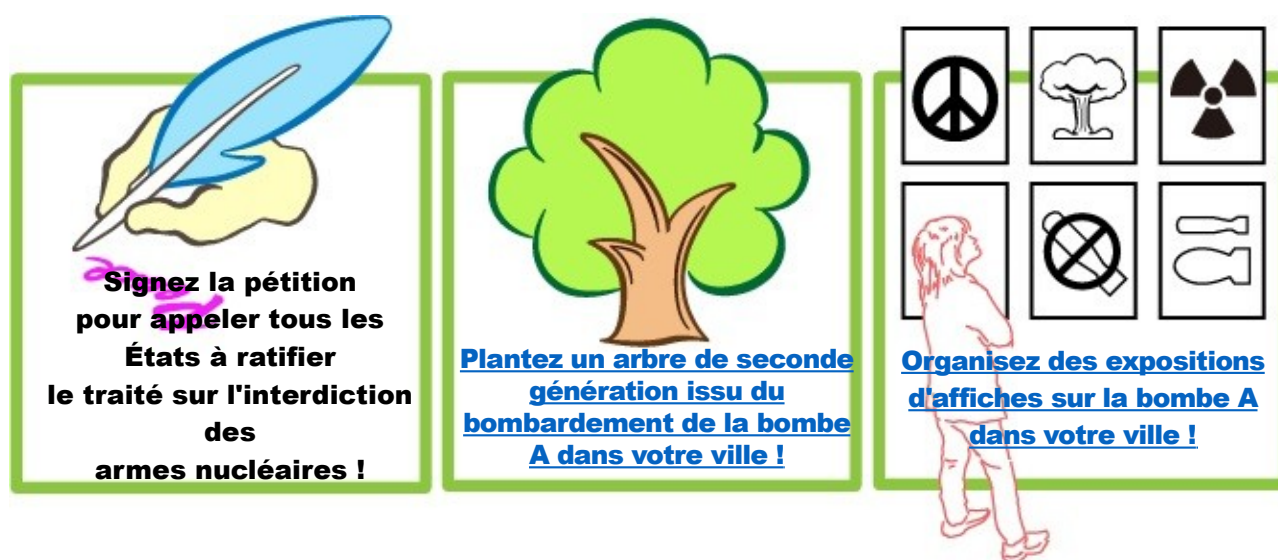 Signez la pétition
pour appeler tous les
États à ratifier
le traité sur l'interdiction
des
armes nucléaires !
Plantez un arbre de seconde
génération issu du
bombardement de la bombe
A dans votre ville !
Organisez des expositions
d'affiches sur la bombe A
dans votre ville !